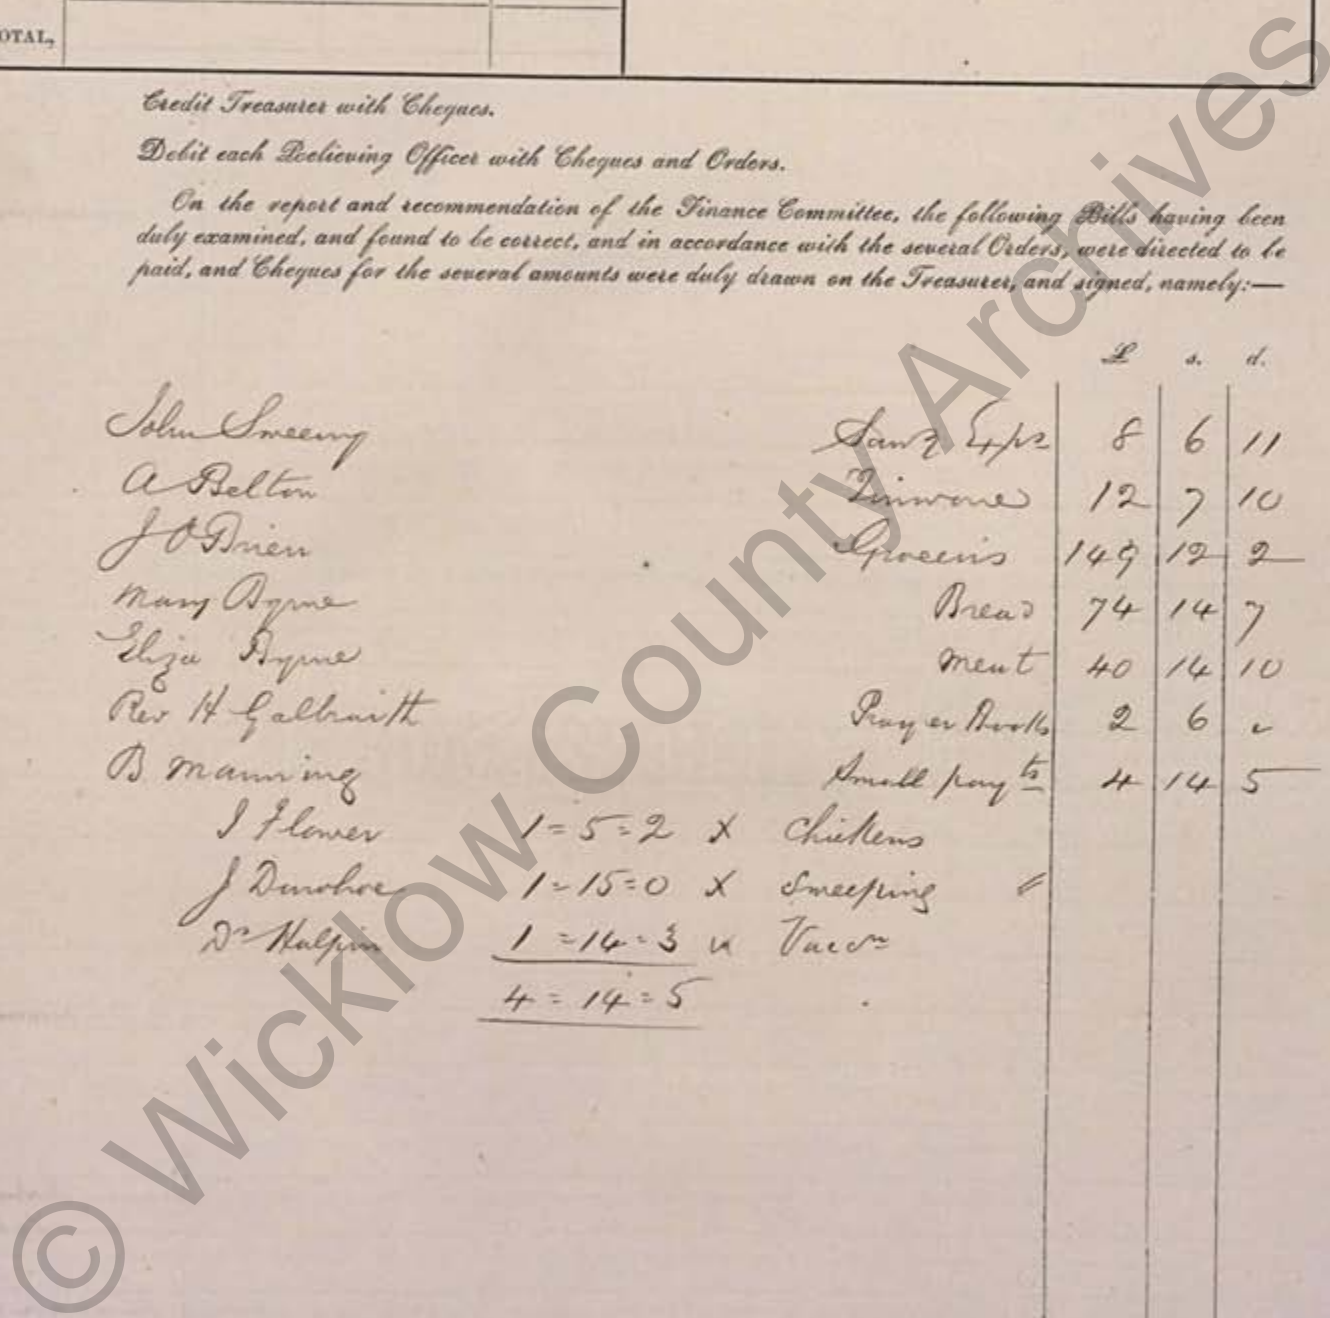 OTAL,
Credit Treasurer with Cheques.
Debit each Relieving Officer with Cheques and Orders.
On the report and recommendation of the Finance Committee, the following Bills having been
duly examined, and found to be correct, and in accordance with the several Orders, were directed to be
paid, and Cheques for the several amounts were duly drawn on the Treasurer, and signed, namely:—
£ s. d.
John Sweeny Sany Exps 8 6 11
A Belton Tinware 12 7 10
J O'Brien 149 12 2
Mary Byrne Bread 74 14 7
Eliza Byrne Meat 40 14 10
Rev H Galbraith Prayer Books 2 6 "
B Manning Small payts 4 14 5
J Flower 1=5=2 X Chickens
J Donohoe 1=15=0 X Sweeping
Dr Halpin 1=14=3 Vaccn
4=14=5
© Wicklow County Archives